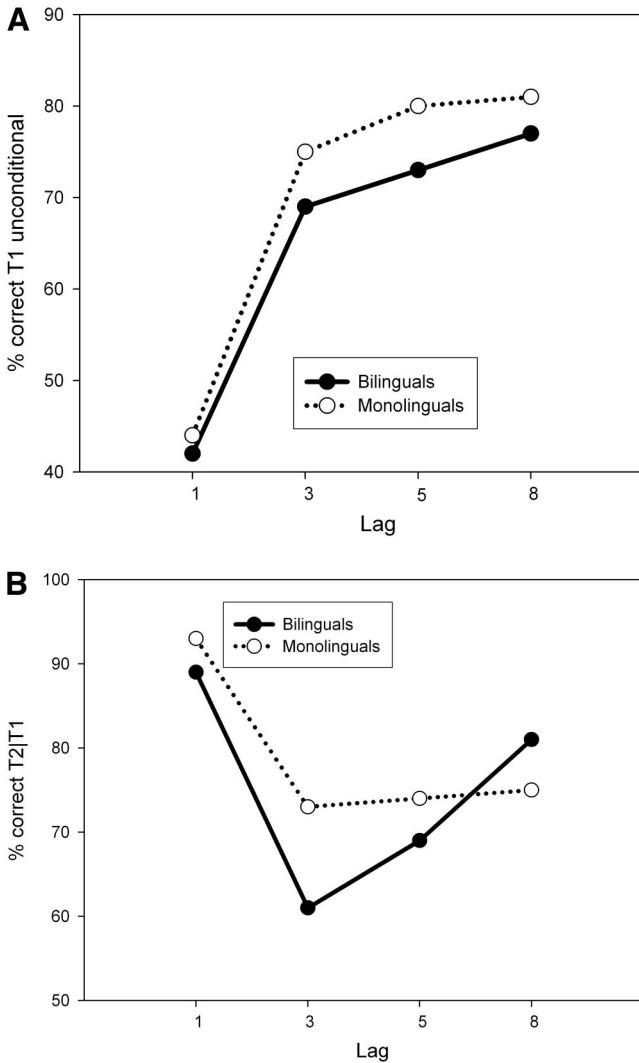 A
90
80
70
60
50
40
% correct T1 unconditional
Bilinguals
Monolinguals
1 3 5 8
Lag
B
100
90
80
70
60
50
% correct T2|T1
Bilinguals
Monolinguals
1 3 5 8
Lag